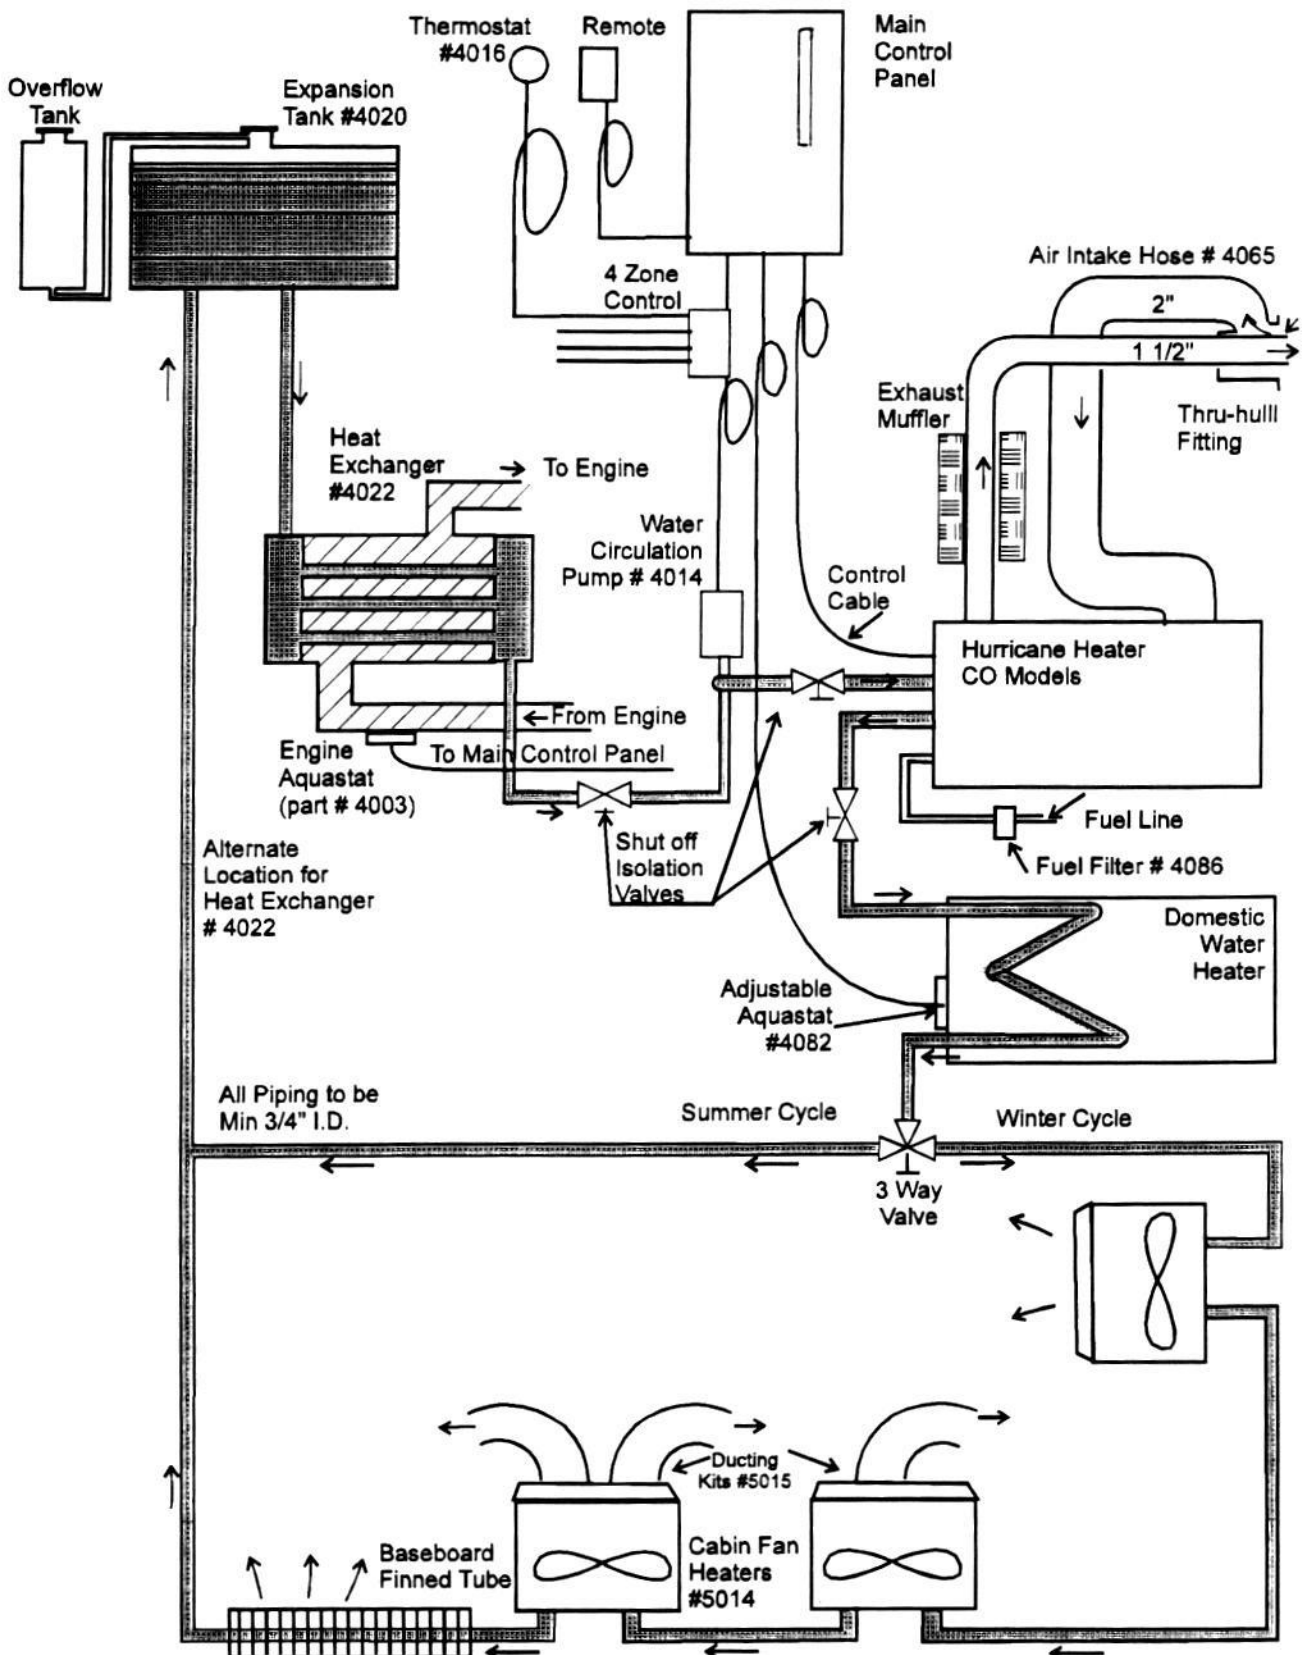 Thermostat
#4016
Remote
Main
Control
Panel
Overflow
Tank
Expansion
Tank #4020
4 Zone
Control
Air Intake Hose # 4065
2"
1 1/2"
Exhaust
Muffler
Thru-hulll
Fitting
Heat
Exchanger
#4022
To Engine
Water
Circulation
Pump # 4014
Control
Cable
Hurricane Heater
CO Models
From Engine
Engine
Aquastat
(part # 4003)
To Main Control Panel
Shut off
Isolation
Valves
Fuel Line
Fuel Filter # 4086
Alternate
Location for
Heat Exchanger
# 4022
Domestic
Water
Heater
Adjustable
Aquastat
#4082
All Piping to be
Min 3/4" I.D.
Summer Cycle
Winter Cycle
3 Way
Valve
Ducting
Kits #5015
Baseboard
Finned Tube
Cabin Fan
Heaters
#5014